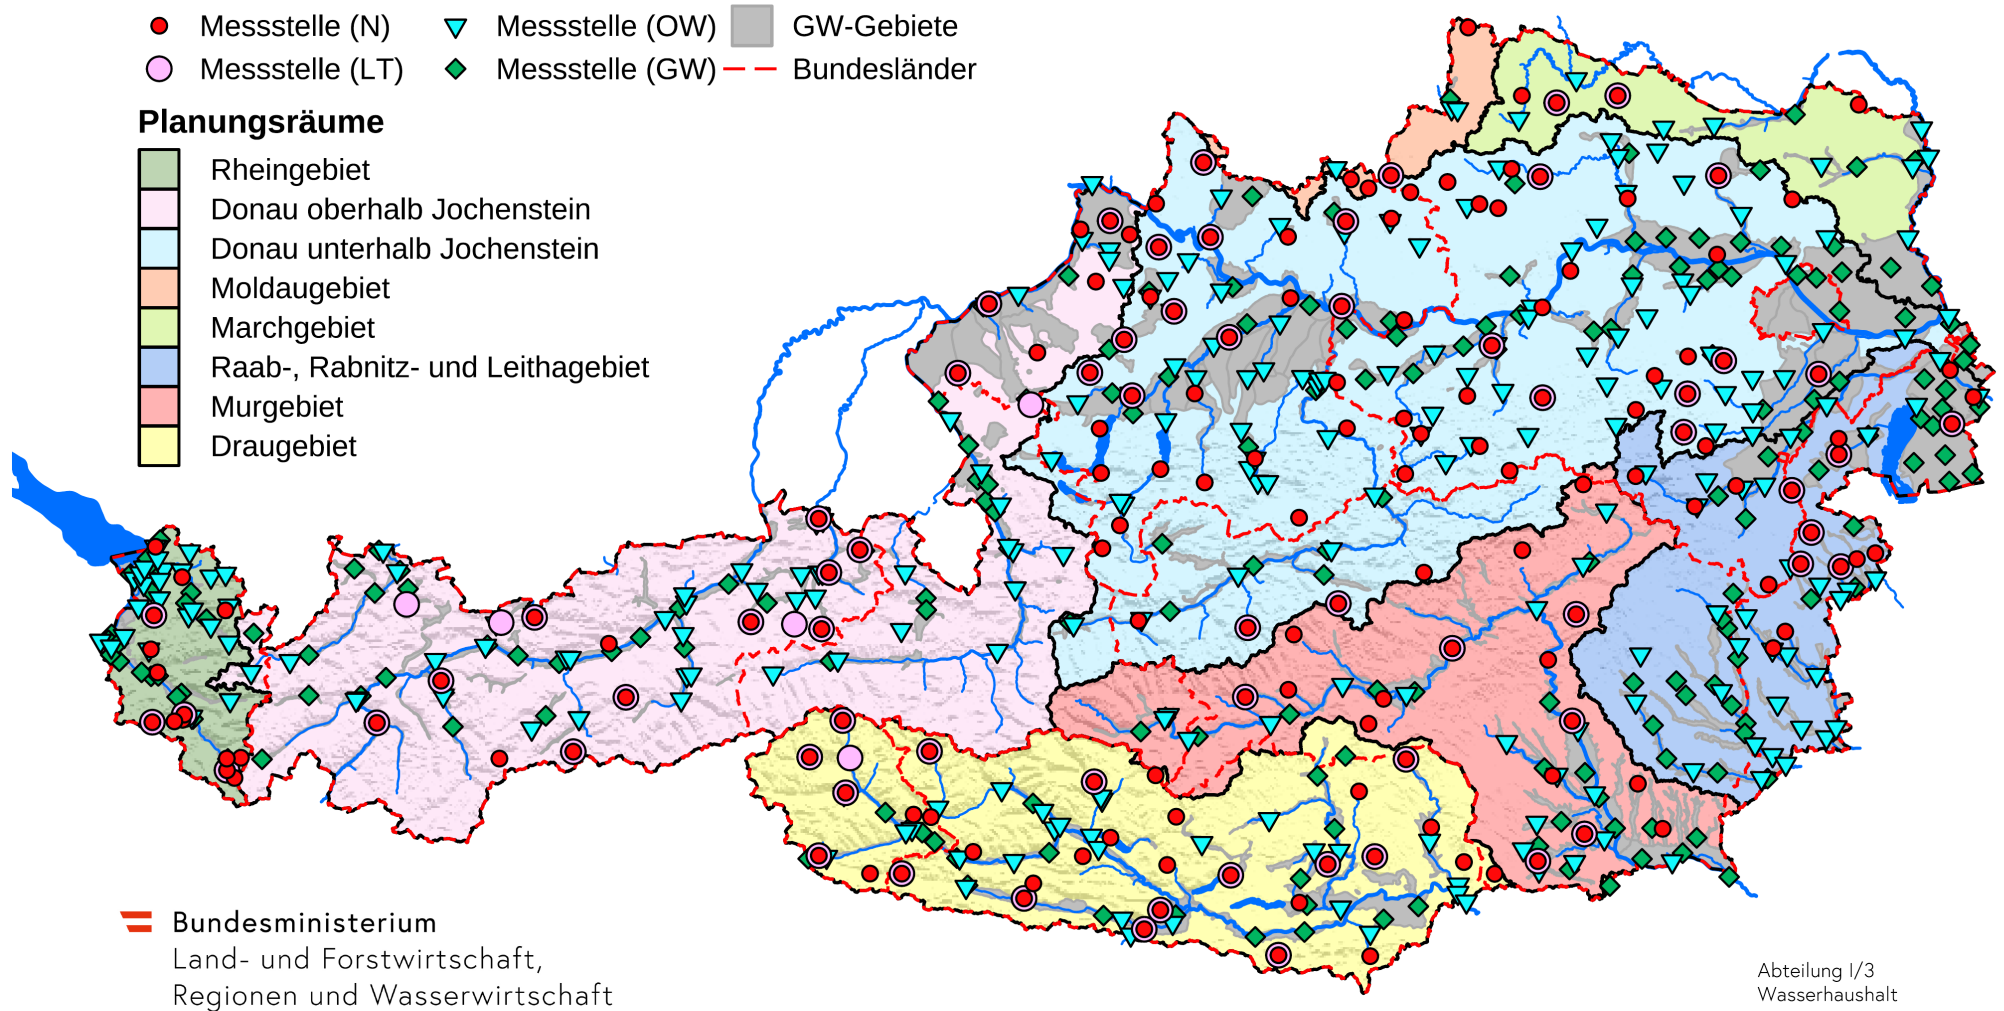 Messstelle (N)
Messstelle (OW)
GW-Gebiete
Messstelle (LT)
Messstelle (GW)
Bundesländer
Planungsräume
Rheingebiet
Donau oberhalb Jochenstein
Donau unterhalb Jochenstein
Moldaugebiet
Marchgebiet
Raab-, Rabnitz- und Leithagebiet
Murgebiet
Draugebiet
Bundesministerium
Land- und Forstwirtschaft,
Regionen und Wasserwirtschaft
Abteilung I/3
Wasserhaushalt